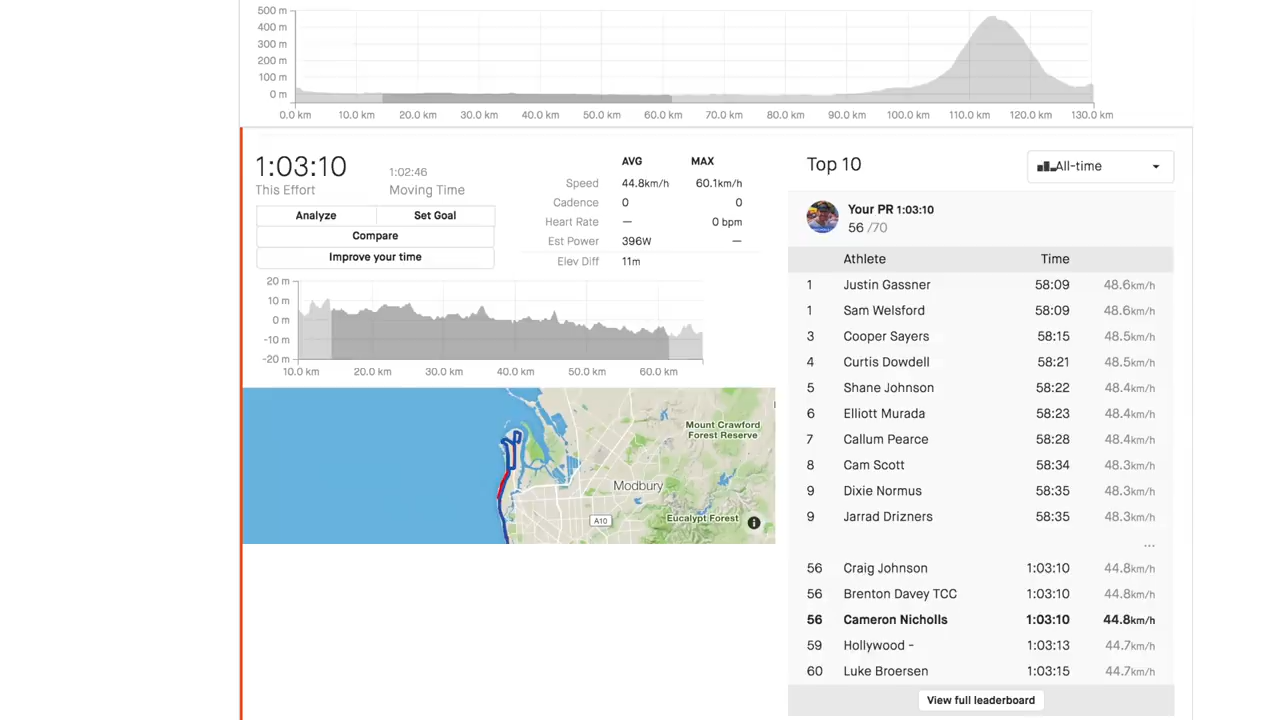 500 m
400 m
300 m
200 m
100 m
0 m
0.0 km 10.0 km 20.0 km 30.0 km 40.0 km 50.0 km 60.0 km 70.0 km 80.0 km 90.0 km 100.0 km 110.0 km 120.0 km 130.0 km
1:03:10
This Effort
1:02:46
Moving Time
Analyze Set Goal
Compare
Improve your time
AVG MAX
Speed 44.8km/h 60.1km/h
Cadence 0 0
Heart Rate — 0 bpm
Est Power 396W —
Elev Diff 11m
20 m
10 m
0 m
-10 m
-20 m
10.0 km 20.0 km 30.0 km 40.0 km 50.0 km 60.0 km
Mount Crawford
Forest Reserve
Modbury
A10
Eucalypt Forest
i
Top 10
All-time
Your PR 1:03:10
56 /70
Athlete Time
1 Justin Gassner 58:09 48.6km/h
1 Sam Welsford 58:09 48.6km/h
3 Cooper Sayers 58:15 48.5km/h
4 Curtis Dowdell 58:21 48.5km/h
5 Shane Johnson 58:22 48.4km/h
6 Elliott Murada 58:23 48.4km/h
7 Callum Pearce 58:28 48.4km/h
8 Cam Scott 58:34 48.3km/h
9 Dixie Normus 58:35 48.3km/h
9 Jarrad Drizners 58:35 48.3km/h
...
56 Craig Johnson 1:03:10 44.8km/h
56 Brenton Davey TCC 1:03:10 44.8km/h
56 Cameron Nicholls 1:03:10 44.8km/h
59 Hollywood - 1:03:13 44.7km/h
60 Luke Broersen 1:03:15 44.7km/h
View full leaderboard